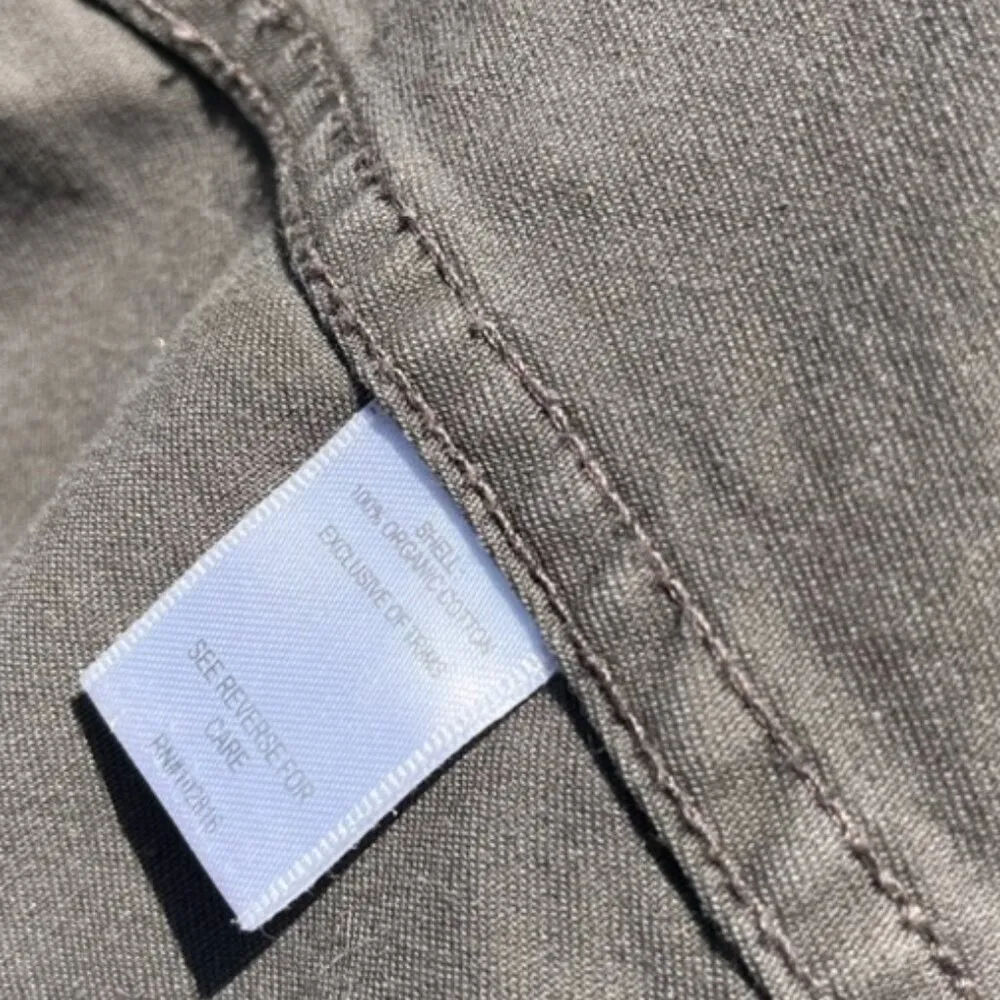 SHELL:
100% ORGANIC COTTON
EXCLUSIVE OF TRIMS
SEE REVERSE FOR
CARE
RN#102816